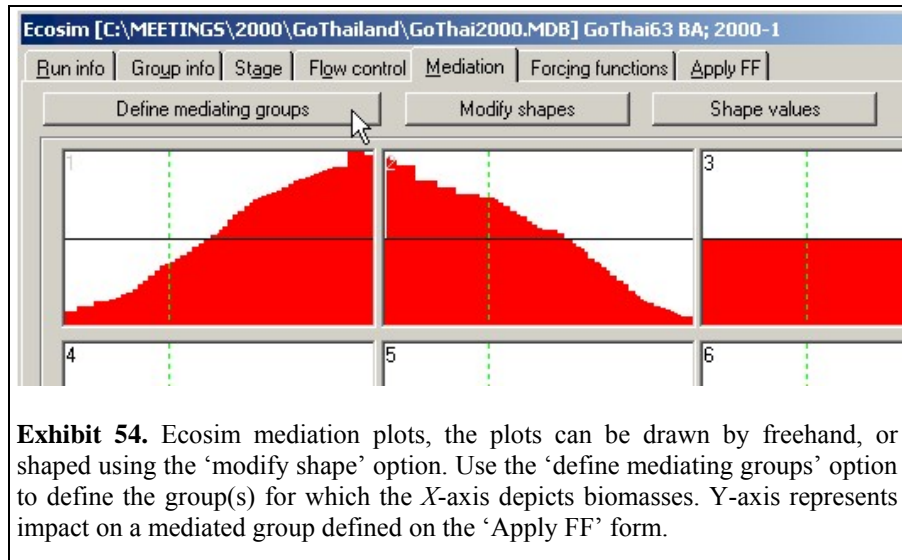 Ecosim [C:\MEETINGS\2000\GoThailand\GoThai2000.MDB] GoThai63 BA; 2000-1
Run info Group info Stage Flow control Mediation Forcing functions Apply FF
Define mediating groups Modify shapes Shape values
1 2 3
4 5 6
Exhibit 54. Ecosim mediation plots, the plots can be drawn by freehand, or
shaped using the ‘modify shape’ option. Use the ‘define mediating groups’ option
to define the group(s) for which the X-axis depicts biomasses. Y-axis represents
impact on a mediated group defined on the ‘Apply FF’ form.